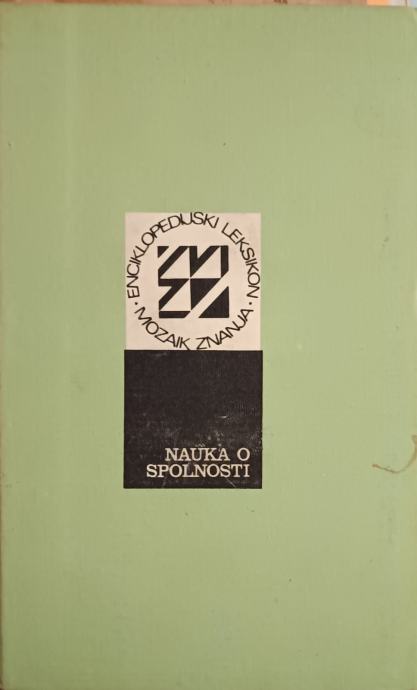 ENCIKLOPEDIJSKI LEKSIKON
MOZAIK ZNANJA
NAUKA O
SPOLNOSTI